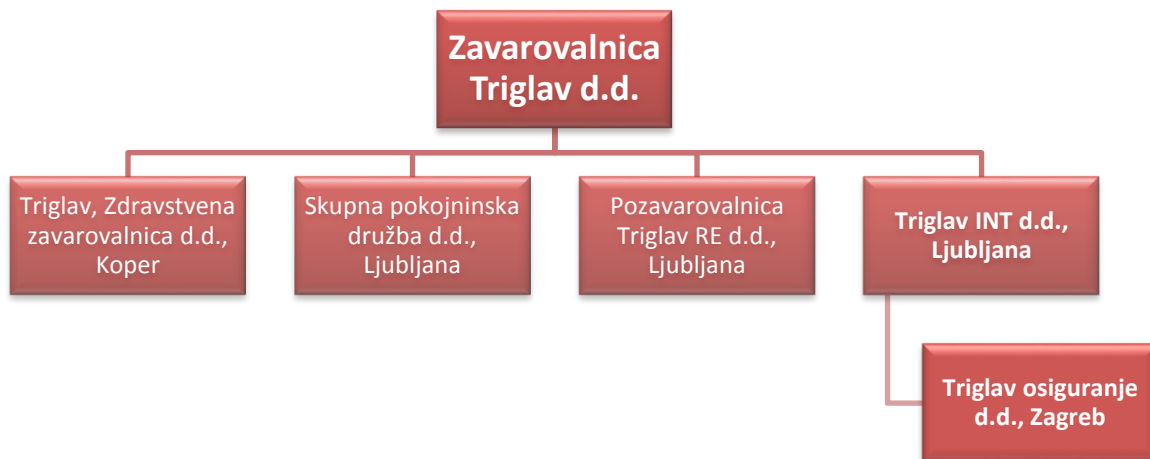 Zavarovalnica
Triglav d.d.
Triglav, Zdravstvena
zavarovalnica d.d.,
Koper
Skupna pokojninska
družba d.d.,
Ljubljana
Pozavarovalnica
Triglav RE d.d.,
Ljubljana
Triglav INT d.d.,
Ljubljana
Triglav osiguranje
d.d., Zagreb